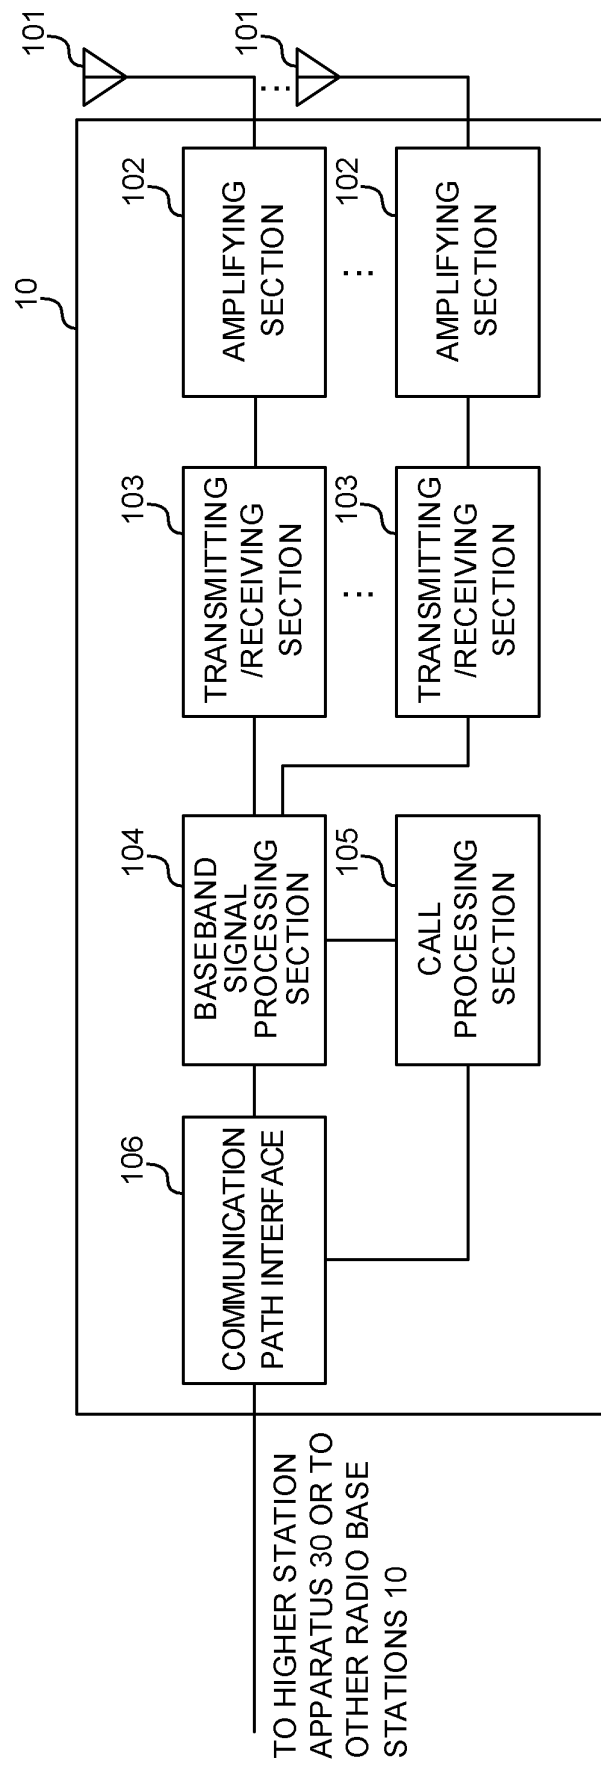 10
101
101
...
106
COMMUNICATION
PATH INTERFACE
104
BASEBAND
SIGNAL
PROCESSING
SECTION
103
TRANSMITTING
/RECEIVING
SECTION
102
AMPLIFYING
SECTION
...
...
105
CALL
PROCESSING
SECTION
103
TRANSMITTING
/RECEIVING
SECTION
102
AMPLIFYING
SECTION
TO HIGHER STATION
APPARATUS 30 OR TO
OTHER RADIO BASE
STATIONS 10